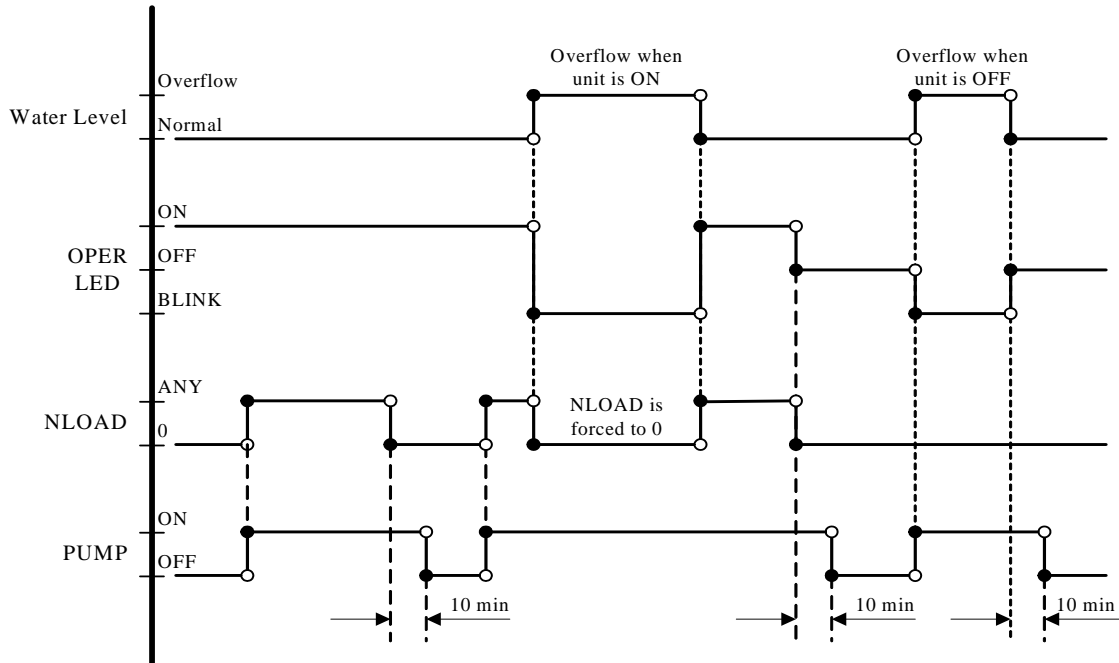 Overflow when
unit is ON
Overflow when
unit is OFF
Water Level
Overflow
Normal
OPER
LED
ON
OFF
BLINK
NLOAD
ANY
0
NLOAD is
forced to 0
PUMP
ON
OFF
10 min
10 min
10 min